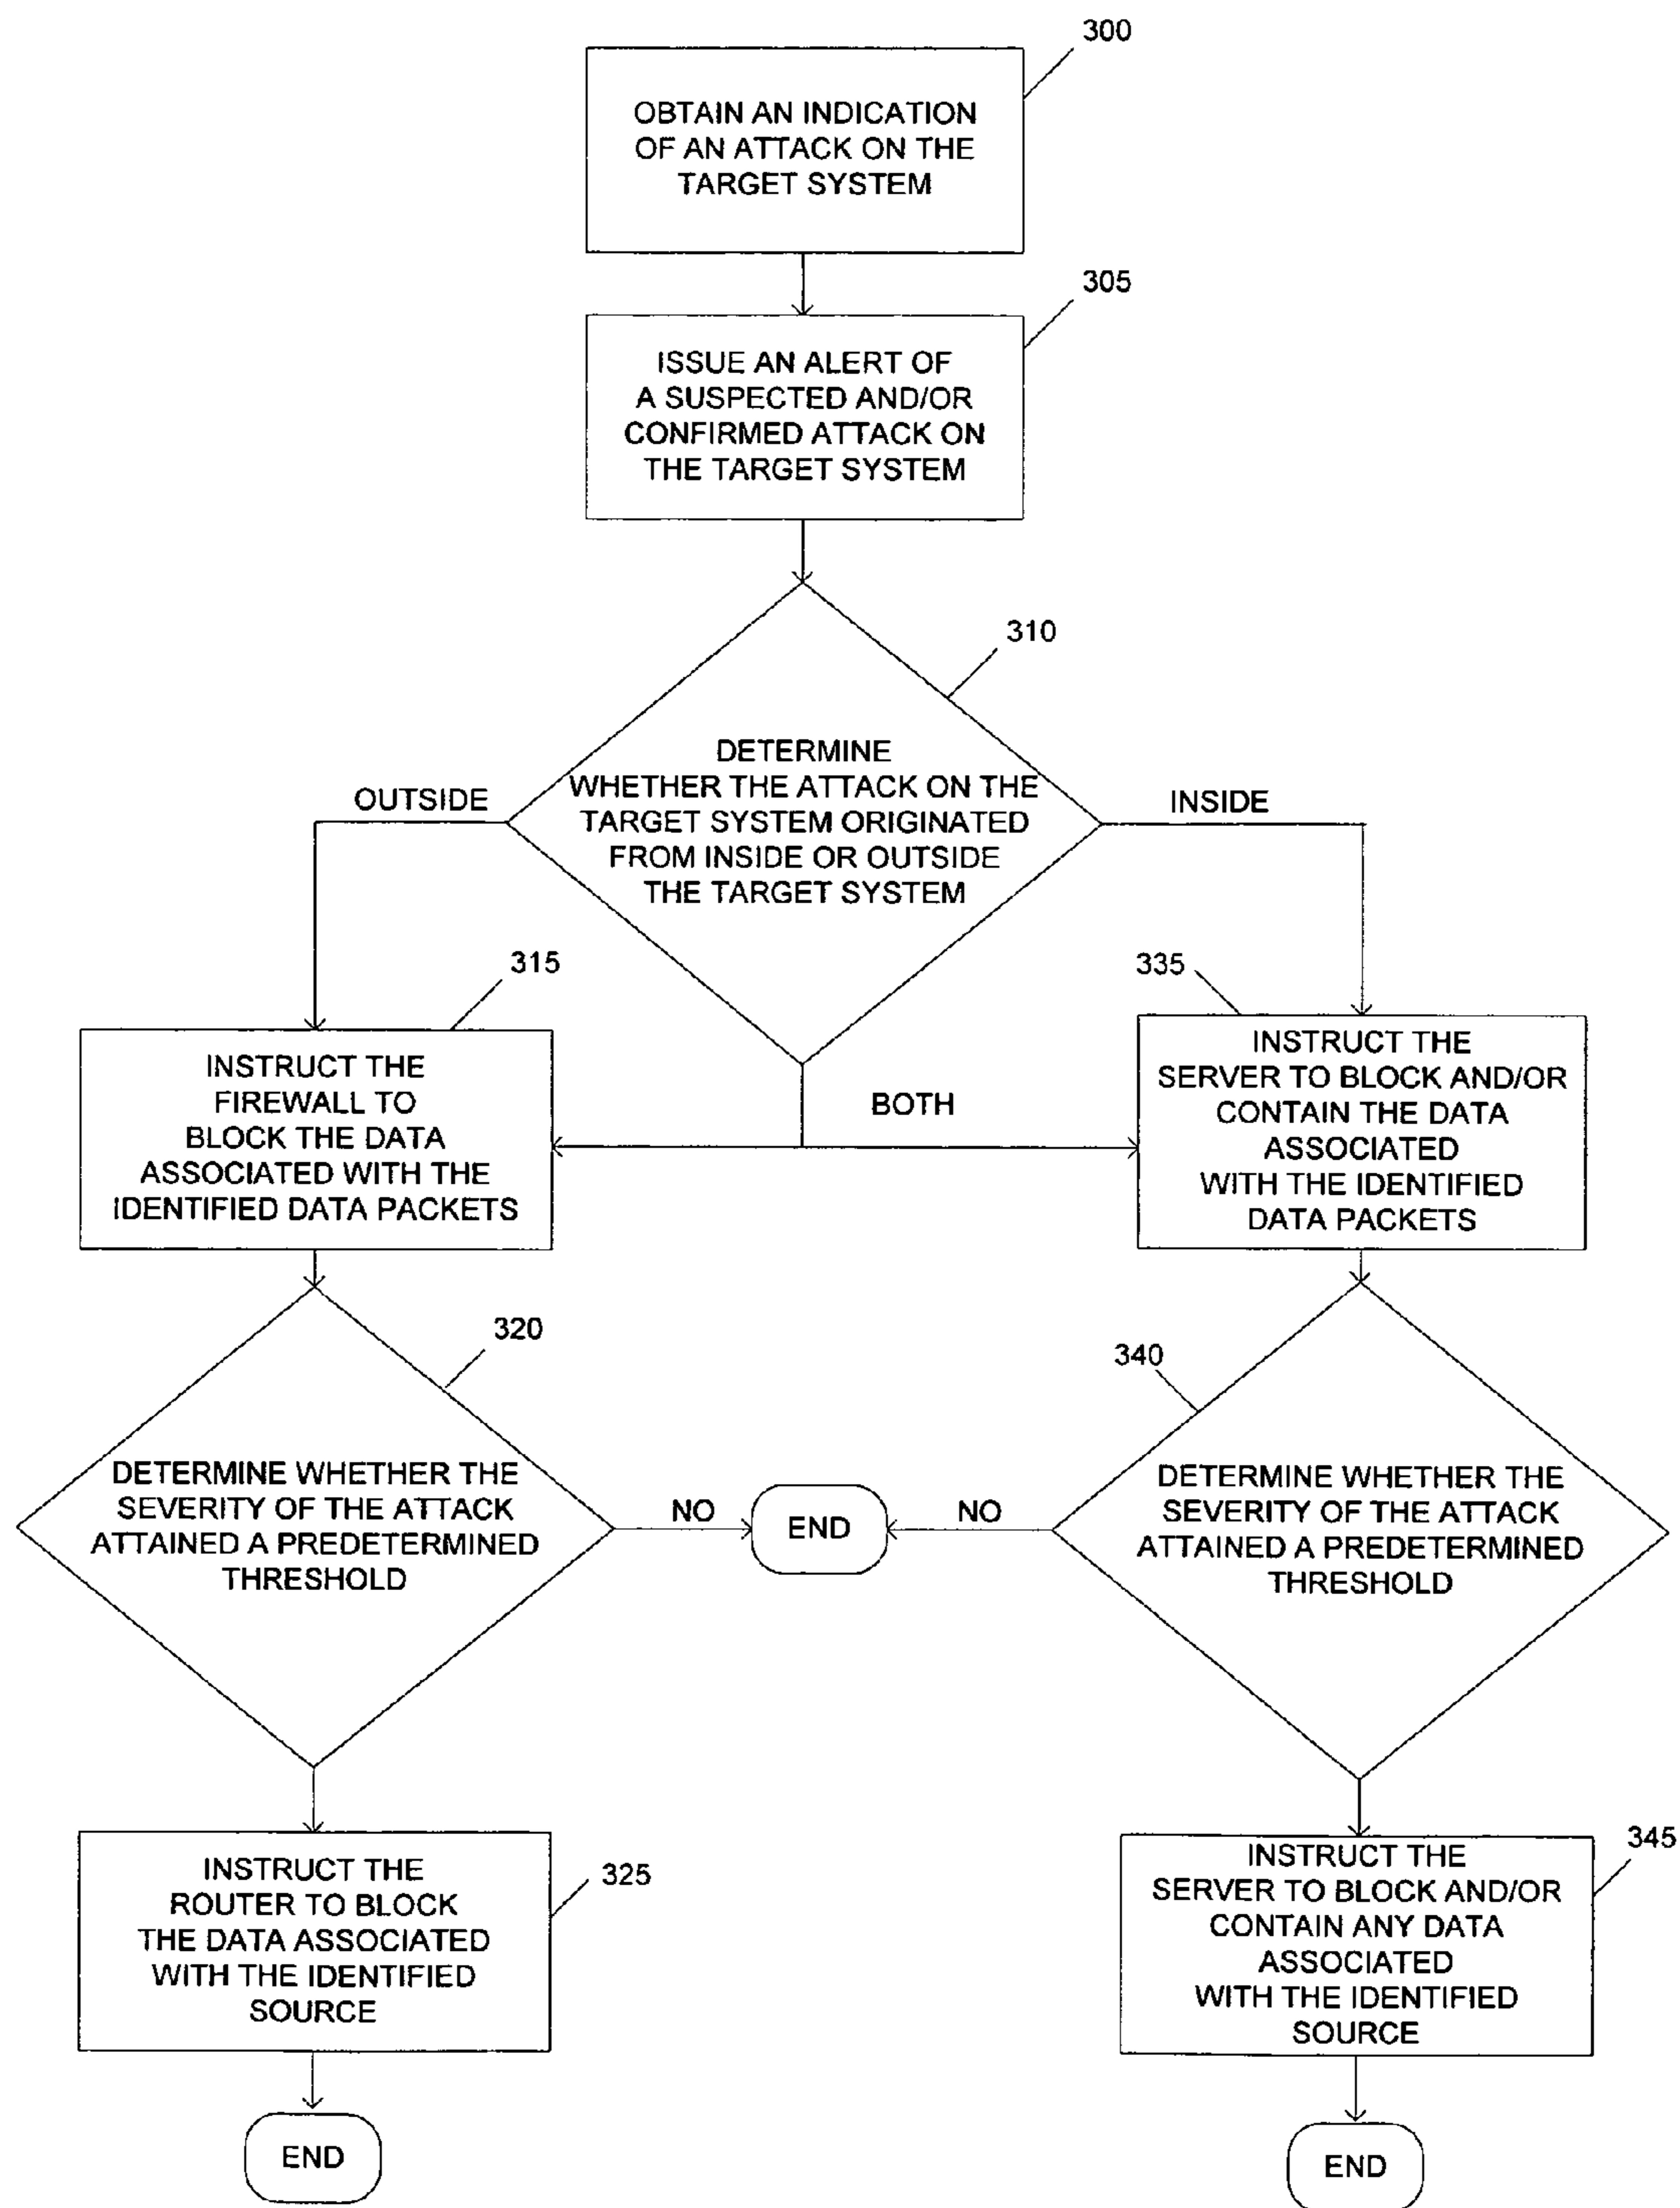 300
OBTAIN AN INDICATION
OF AN ATTACK ON THE
TARGET SYSTEM
305
ISSUE AN ALERT OF
A SUSPECTED AND/OR
CONFIRMED ATTACK ON
THE TARGET SYSTEM
310
DETERMINE
WHETHER THE ATTACK ON THE
TARGET SYSTEM ORIGINATED
FROM INSIDE OR OUTSIDE
THE TARGET SYSTEM
OUTSIDE
INSIDE
BOTH
315
INSTRUCT THE
FIREWALL TO
BLOCK THE DATA
ASSOCIATED WITH THE
IDENTIFIED DATA PACKETS
335
INSTRUCT THE
SERVER TO BLOCK AND/OR
CONTAIN THE DATA
ASSOCIATED
WITH THE IDENTIFIED
DATA PACKETS
320
DETERMINE WHETHER THE
SEVERITY OF THE ATTACK
ATTAINED A PREDETERMINED
THRESHOLD
NO
END
NO
340
DETERMINE WHETHER THE
SEVERITY OF THE ATTACK
ATTAINED A PREDETERMINED
THRESHOLD
325
INSTRUCT THE
ROUTER TO BLOCK
THE DATA ASSOCIATED
WITH THE IDENTIFIED
SOURCE
END
345
INSTRUCT THE
SERVER TO BLOCK AND/OR
CONTAIN ANY DATA
ASSOCIATED
WITH THE IDENTIFIED
SOURCE
END